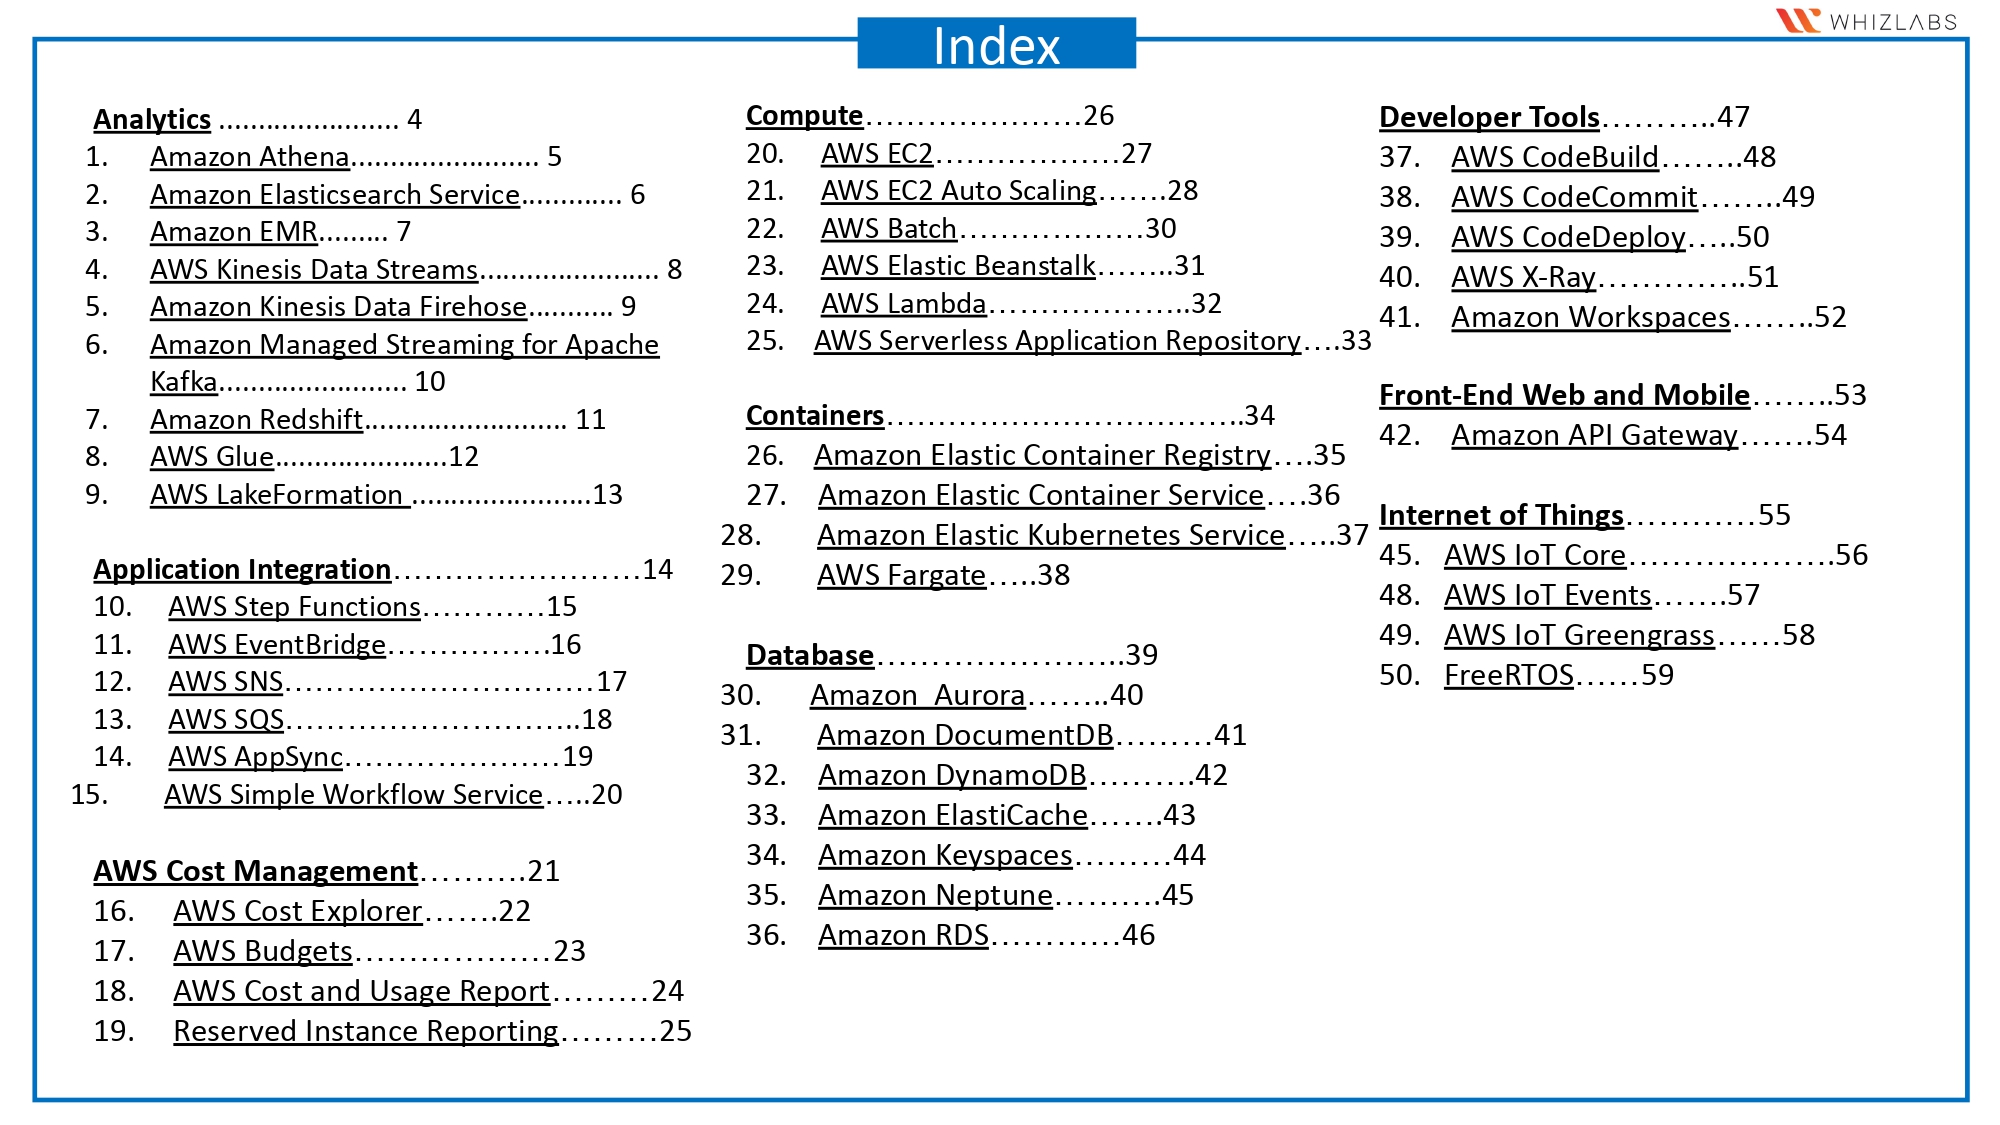 Index
WHIZLABS
Analytics ....................... 4
1. Amazon Athena........................ 5
2. Amazon Elasticsearch Service............. 6
3. Amazon EMR......... 7
4. AWS Kinesis Data Streams....................... 8
5. Amazon Kinesis Data Firehose........... 9
6. Amazon Managed Streaming for Apache
Kafka........................ 10
7. Amazon Redshift.......................... 11
8. AWS Glue......................12
9. AWS LakeFormation .......................13
Application Integration……………………14
10. AWS Step Functions…………15
11. AWS EventBridge……………16
12. AWS SNS…………………………17
13. AWS SQS………………………..18
14. AWS AppSync…………………19
15. AWS Simple Workflow Service…..20
AWS Cost Management……….21
16. AWS Cost Explorer…….22
17. AWS Budgets………………23
18. AWS Cost and Usage Report………24
19. Reserved Instance Reporting………25
Compute…………………26
20. AWS EC2………………27
21. AWS EC2 Auto Scaling…….28
22. AWS Batch………………30
23. AWS Elastic Beanstalk……..31
24. AWS Lambda………………..32
25. AWS Serverless Application Repository….33
Containers……………………………..34
26. Amazon Elastic Container Registry….35
27. Amazon Elastic Container Service….36
28. Amazon Elastic Kubernetes Service…..37
29. AWS Fargate…..38
Database…………………..39
30. Amazon  Aurora……..40
31. Amazon DocumentDB………41
32. Amazon DynamoDB……….42
33. Amazon ElastiCache…….43
34. Amazon Keyspaces………44
35. Amazon Neptune……….45
36. Amazon RDS…………46
Developer Tools………..47
37. AWS CodeBuild……..48
38. AWS CodeCommit……..49
39. AWS CodeDeploy…..50
40. AWS X-Ray…………..51
41. Amazon Workspaces……..52
Front-End Web and Mobile……..53
42. Amazon API Gateway…….54
Internet of Things…………55
45. AWS IoT Core……………….56
48. AWS IoT Events…….57
49. AWS IoT Greengrass……58
50. FreeRTOS……59